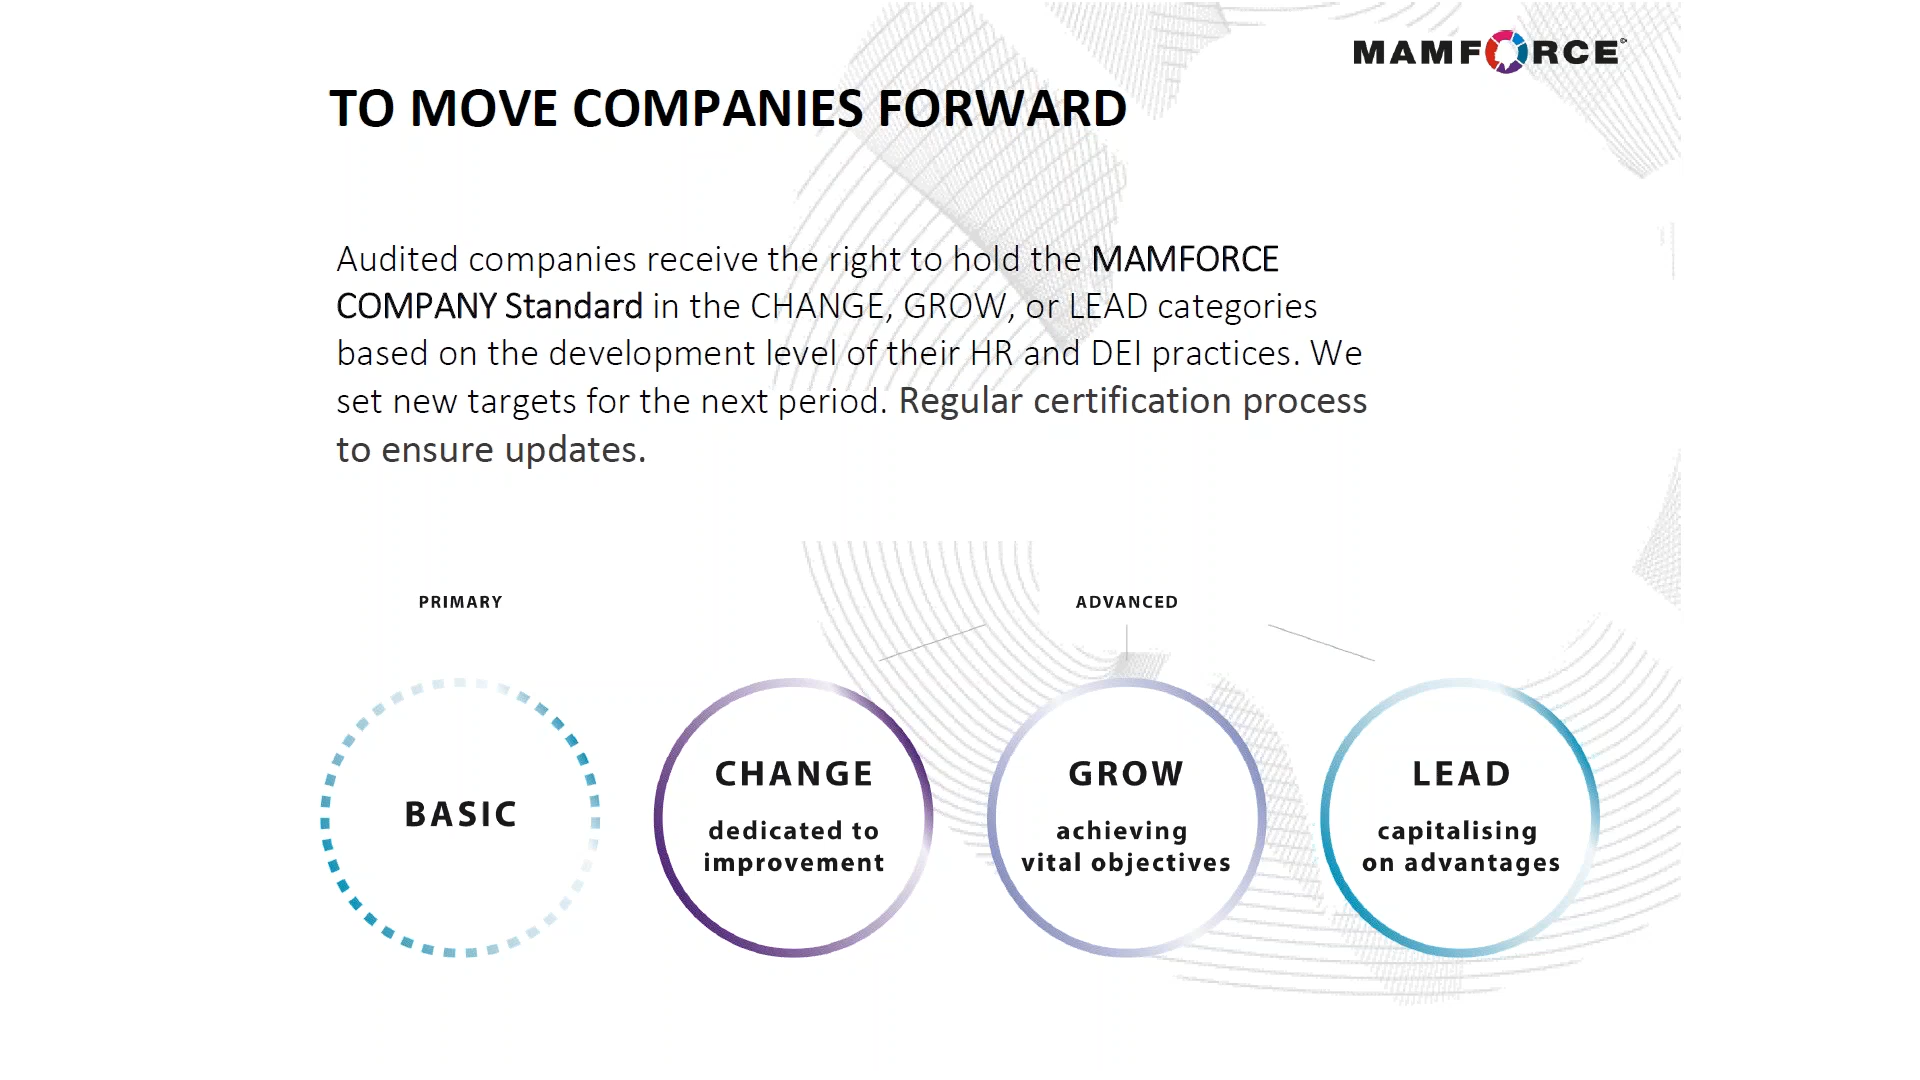 MAMFORCE
TO MOVE COMPANIES FORWARD
Audited companies receive the right to hold the MAMFORCE
COMPANY Standard in the CHANGE, GROW, or LEAD categories
based on the development level of their HR and DEI practices. We
set new targets for the next period. Regular certification process
to ensure updates.
PRIMARY
ADVANCED
BASIC
CHANGE
dedicated to
improvement
GROW
achieving
vital objectives
LEAD
capitalising
on advantages